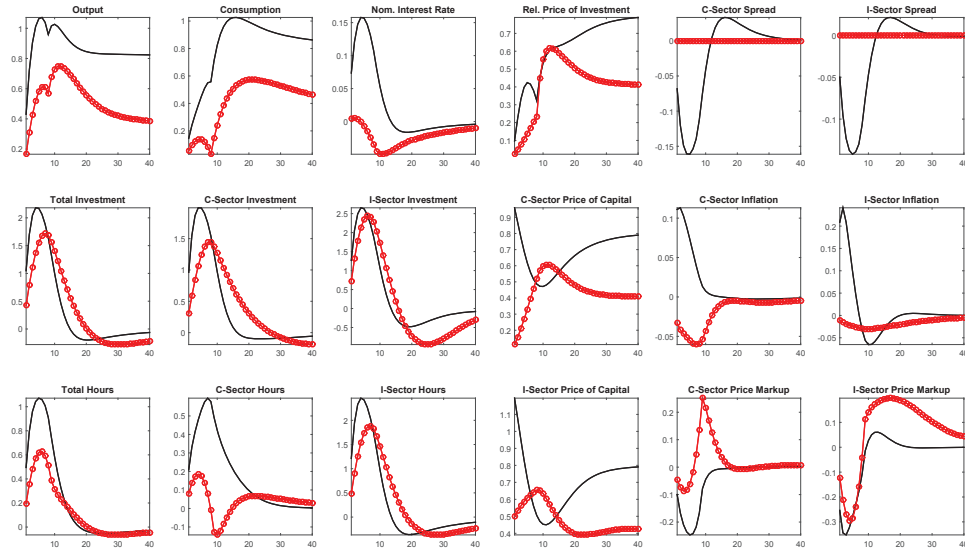 Output Consumption Nom. Interest Rate Rel. Price of Investment C-Sector Spread I-Sector Spread
1 0.8 0.6 0.4 0.2
1 0.8 0.6 0.4 0.2
0.15 0.1 0.05 0
0.7 0.6 0.5 0.4 0.3 0.2 0.1
0 -0.05 -0.1 -0.15
0 -0.05 -0.1
10 20 30 40 10 20 30 40 10 20 30 40 10 20 30 40 10 20 30 40 10 20 30 40
Total Investment C-Sector Investment I-Sector Investment C-Sector Price of Capital C-Sector Inflation I-Sector Inflation
2 1.5 1 0.5 0
1.5 1 0.5 0
2.5 2 1.5 1 0.5 0 -0.5
0.9 0.8 0.7 0.6 0.5 0.4 0.3 0.2
0.1 0.05 0 -0.05
0.2 0.15 0.1 0.05 0 -0.05
10 20 30 40 10 20 30 40 10 20 30 40 10 20 30 40 10 20 30 40 10 20 30 40
Total Hours C-Sector Hours I-Sector Hours I-Sector Price of Capital C-Sector Price Markup I-Sector Price Markup
1 0.8 0.6 0.4 0.2 0
0.5 0.4 0.3 0.2 0.1 0 -0.1
2 1.5 1 0.5 0
1 0.8 0.6 0.4
0.2 0.1 0 -0.1 -0.2
0.1 0 -0.1 -0.2 -0.3
10 20 30 40 10 20 30 40 10 20 30 40 10 20 30 40 10 20 30 40 10 20 30 40